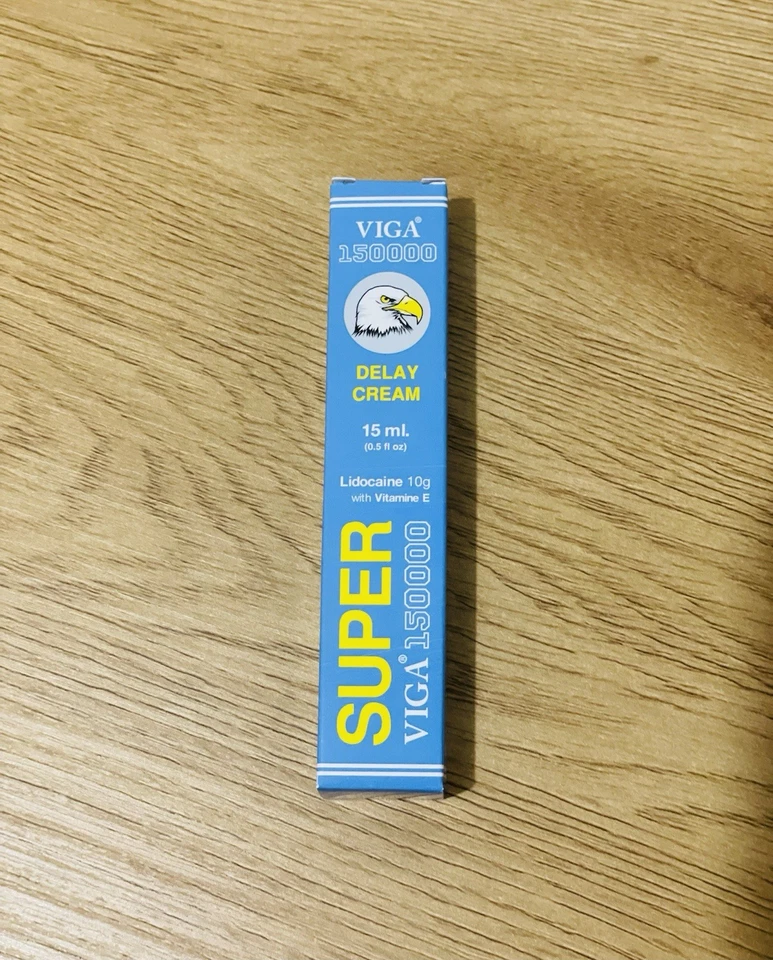 VIGA®
150000
DELAY
CREAM
15 ml.
(0.5 fl oz)
Lidocaine 10g
with Vitamine E
SUPER
VIGA® 150000